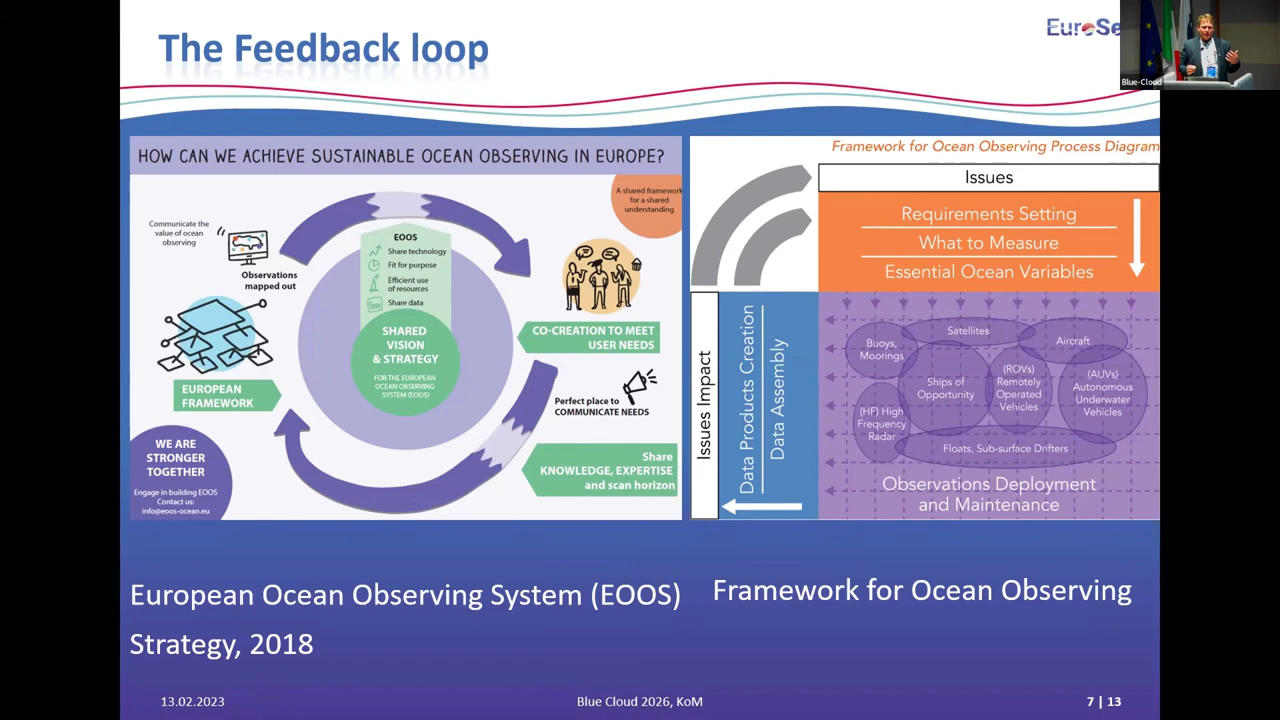 The Feedback loop
EuroSe
Blue-Cloud
HOW CAN WE ACHIEVE SUSTAINABLE OCEAN OBSERVING IN EUROPE?
A shared framework
for a shared
understanding
Communicate the
value of ocean
observing
Observations
mapped out
EOOS
Share technology
Fit for purpose
Efficient use
of resources
Share data
SHARED
VISION
& STRATEGY
FOR THE EUROPEAN
OCEAN OBSERVING
SYSTEM (EOOS)
CO-CREATION TO MEET
USER NEEDS
EUROPEAN
FRAMEWORK
Perfect place to
COMMUNICATE NEEDS
Share
KNOWLEDGE, EXPERTISE
and scan horizon
WE ARE
STRONGER
TOGETHER
Engage in building EOOS
Contact us:
info@eoos-ocean.eu
Framework for Ocean Observing Process Diagram
Issues
Requirements Setting
What to Measure
Essential Ocean Variables
Issues Impact
Data Products Creation
Data Assembly
Satellites
Aircraft
Buoys,
Moorings
Ships of
Opportunity
(ROVs)
Remotely
Operated
Vehicles
(AUVs)
Autonomous
Underwater
Vehicles
(HF) High
Frequency
Radar
Floats, Sub-surface Drifters
Observations Deployment
and Maintenance
European Ocean Observing System (EOOS)
Strategy, 2018
Framework for Ocean Observing
13.02.2023
Blue Cloud 2026, KoM
7 | 13